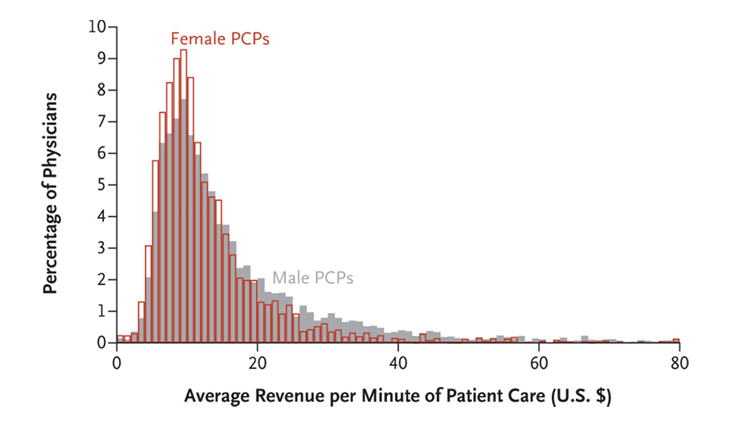 10
Female PCPs
9
8
7
6
5
4
3
2
1
0
Male PCPs
0 20 40 60 80
Percentage of Physicians
Average Revenue per Minute of Patient Care (U.S. $)